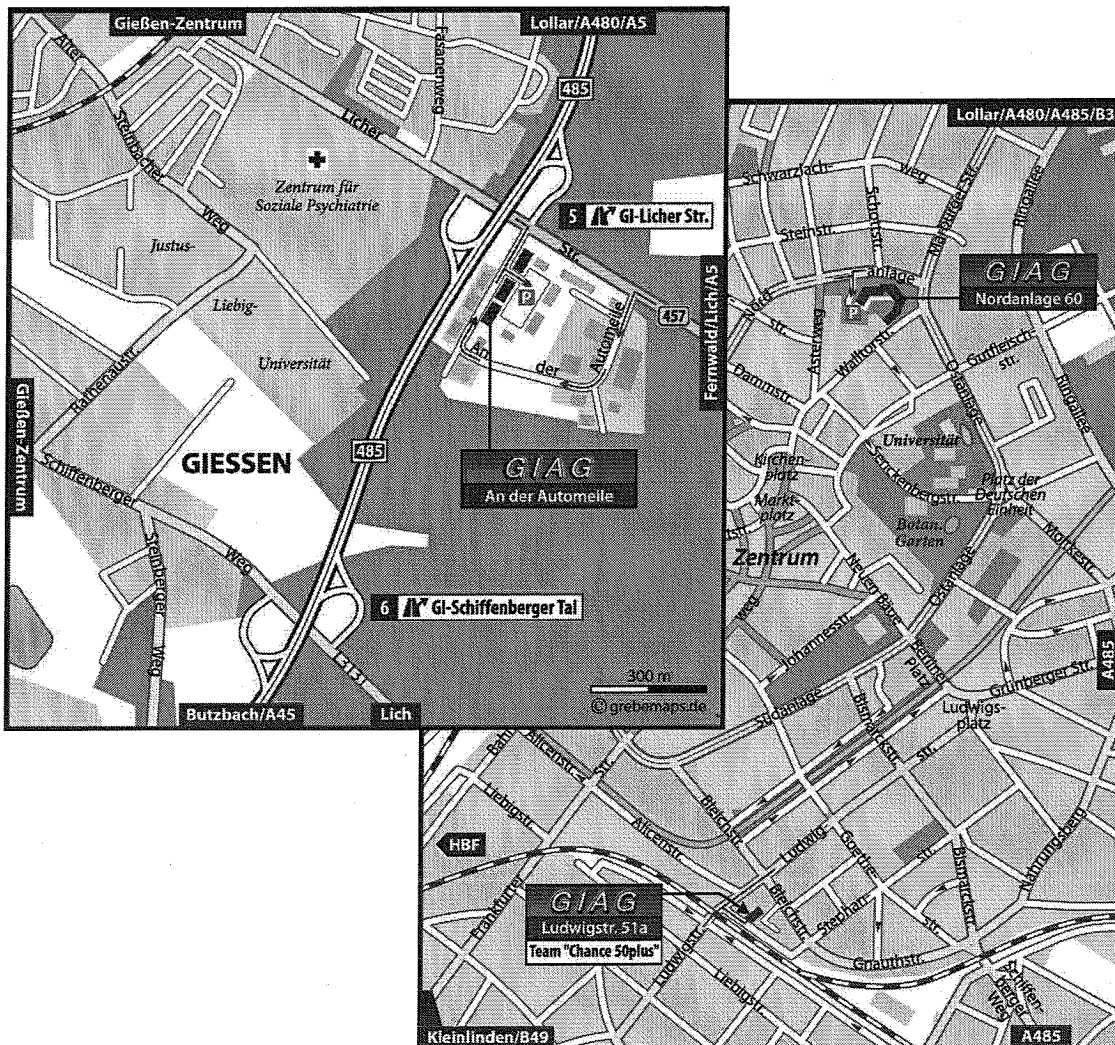 Gießen-Zentrum
Lollar/A480/A5
Alter
Steinbacher
Weg
Fasanenweg
485
Licher
Str.
Zentrum für
Soziale Psychiatrie
5 GI-Licher Str.
Justus-
Liebig-
Universität
P
457
Fernwald/Lich/A5
An
der
Automeile
Rathenaustr.
Gießen-Zentrum
485
GIESSEN
GIAG
An der Automeile
Schiffenberger
Weg
Steinberger
Weg
6 GI-Schiffenberger Tal
L3131
300 m
© grebemaps.de
Butzbach/A45
Lich
Lollar/A480/A485/B3
Schwarzlach-
weg
Schorrstr.
Marburger Str.
Ringallee
Steinstr.
Nord
anlage
P
GIAG
Nordanlage 60
str.
Asterweg
Walltorstr.
Gutfleisch-
str.
Dammstr.
Ostanlage
Ringallee
Universität
Kirchen-
platz
Senckenbergstr.
Platz der
Deutschen
Einheit
Markt-
platz
Botan.
Garten
Zentrum
Moltkestr.
Neuen Bäue
Ostanlage
weg
Johannesstr.
Berliner
Platz
A485
Grünberger Str.
Südanlage
Bismarckstr.
Ludwigs-
platz
str.
Alicenstr.
Str.
Liebigstr.
Bleichstr.
Alicenstr.
Ludwig-
Goethe-
str.
Bismarckstr.
Nahrungsberg
HBF
Frankfurter
GIAG
Ludwigstr. 51a
Team "Chance 50plus"
Bleichstr.
Stephan-
str.
Gnauthstr.
Ludwigstr.
Liebigstr.
Schiffen-
berger
Weg
Kleinlinden/B49
A485